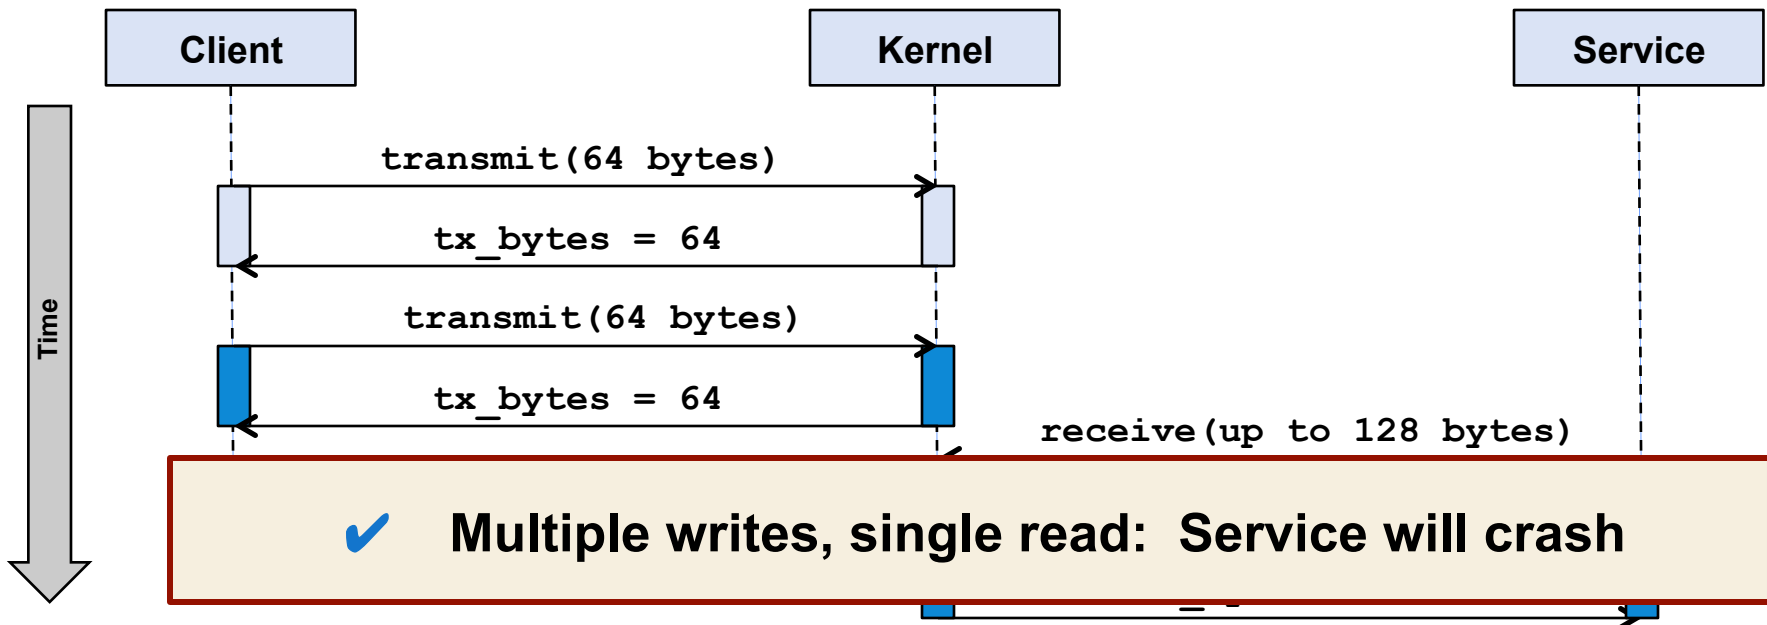 Client
Kernel
Service
Time
transmit(64 bytes)
tx_bytes = 64
transmit(64 bytes)
tx_bytes = 64
receive(up to 128 bytes)
✔ Multiple writes, single read: Service will crash